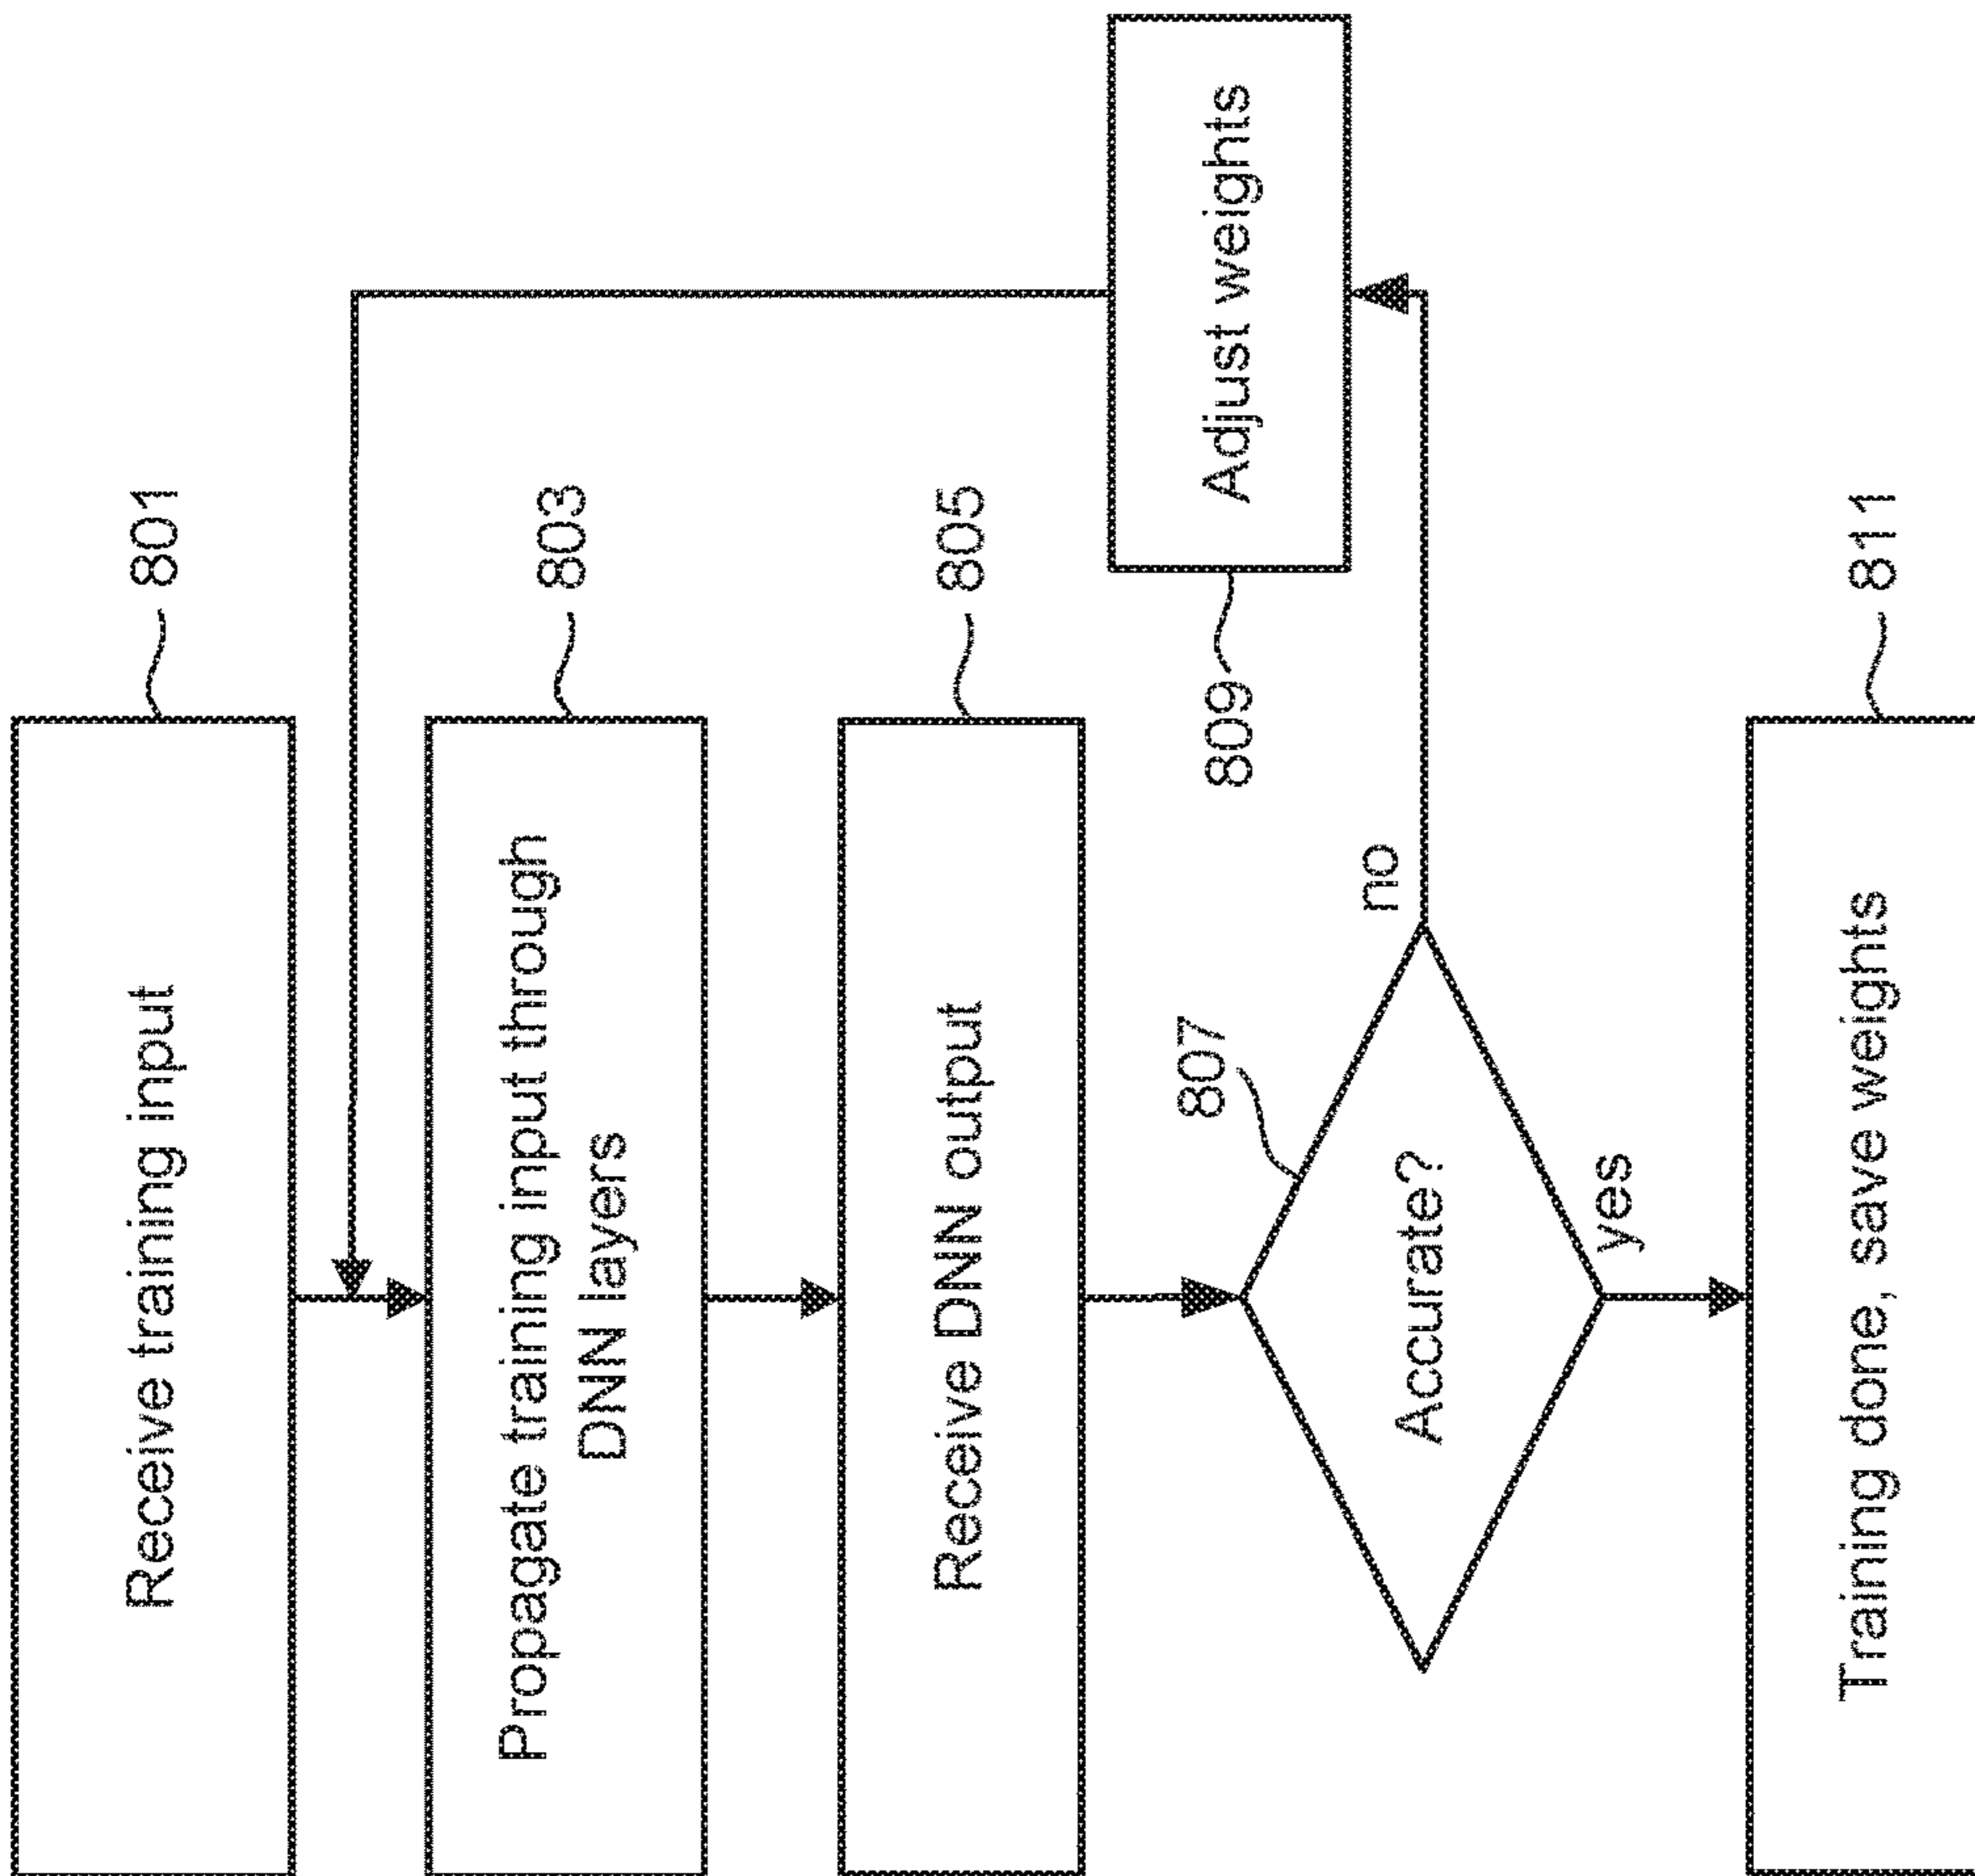 Receive training input
801
Propagate training input through
DNN layers
803
Receive DNN output
805
Accurate?
807
no
Adjust weights
809
yes
Training done, save weights
811